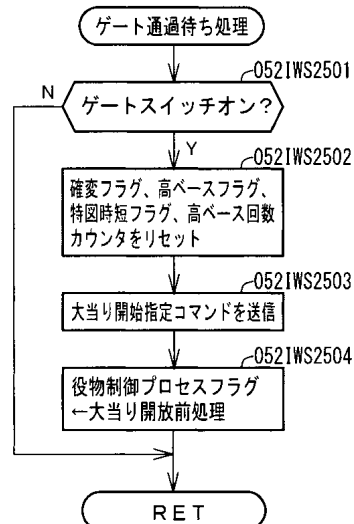 ゲート通過待ち処理
052IWS2501
N
ゲートスイッチオン?
Y
052IWS2502
確変フラグ、高ベースフラグ、
特図時短フラグ、高ベース回数
カウンタをリセット
052IWS2503
大当り開始指定コマンドを送信
052IWS2504
役物制御プロセスフラグ
←大当り開放前処理
RET